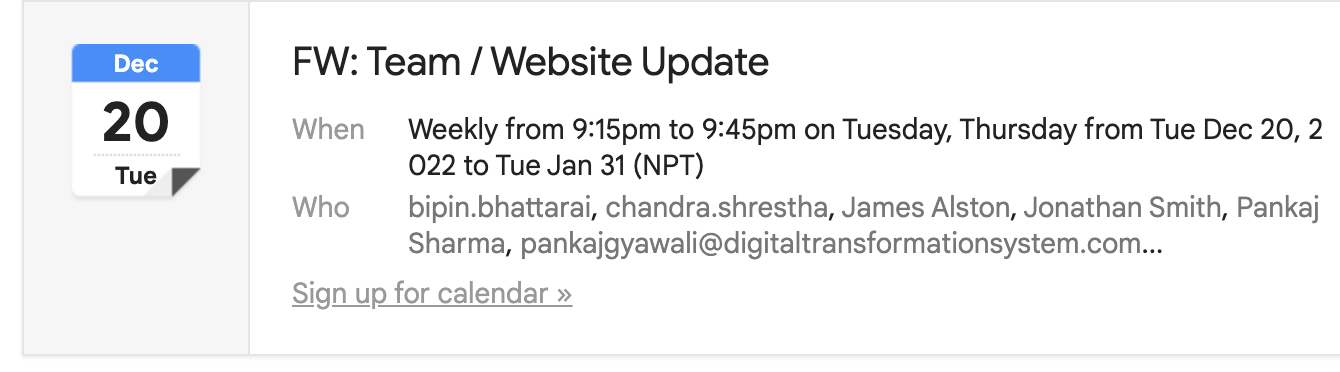 Dec
20
Tue
FW: Team / Website Update
When
Weekly from 9:15pm to 9:45pm on Tuesday, Thursday from Tue Dec 20, 2
022 to Tue Jan 31 (NPT)
Who
bipin.bhattarai, chandra.shrestha, James Alston, Jonathan Smith, Pankaj
Sharma, pankajgyawali@digitaltransformationsystem.com...
Sign up for calendar »